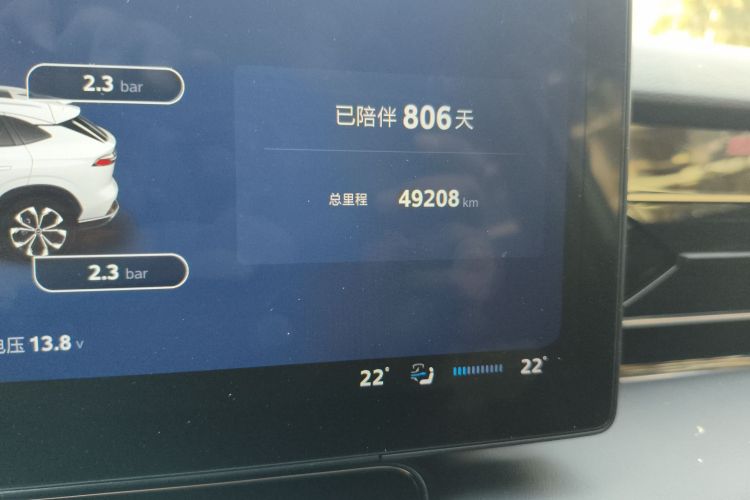 2.3 bar
已陪伴 806 天
总里程 49208 km
2.3 bar
电压 13.8 v
22° 22°